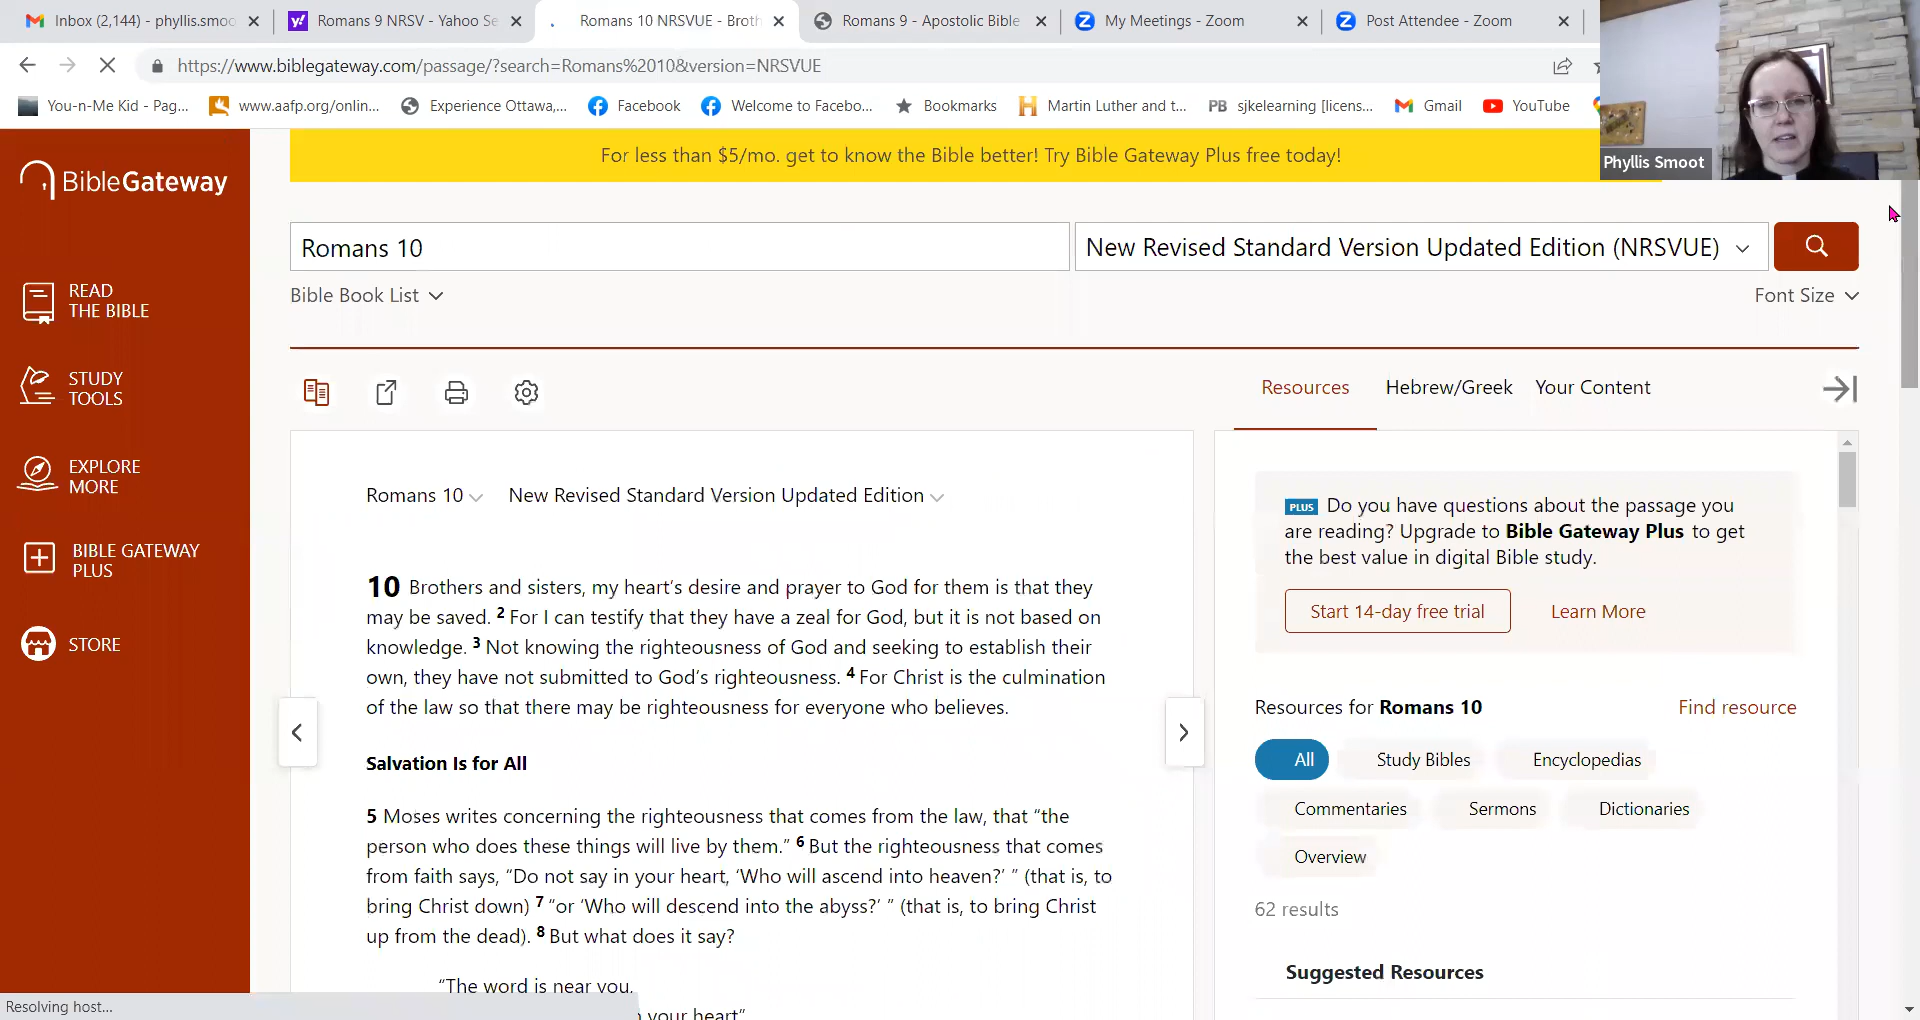 Inbox (2,144) - phyllis.smoo
Romans 9 NRSV - Yahoo Se
Romans 10 NRSVUE - Broth
Romans 9 - Apostolic Bible
My Meetings - Zoom
Post Attendee - Zoom
https://www.biblegateway.com/passage/?search=Romans%2010&version=NRSVUE
You-n-Me Kid - Pag...
www.aafp.org/onlin...
Experience Ottawa,...
Facebook
Welcome to Facebo...
Bookmarks
Martin Luther and t...
PB sjkelearning [licens...
Gmail
YouTube
Phyllis Smoot
For less than $5/mo. get to know the Bible better! Try Bible Gateway Plus free today!
BibleGateway
READ
THE BIBLE
STUDY
TOOLS
EXPLORE
MORE
BIBLE GATEWAY
PLUS
STORE
Romans 10
New Revised Standard Version Updated Edition (NRSVUE)
Bible Book List
Font Size
Resources
Hebrew/Greek
Your Content
Romans 10
New Revised Standard Version Updated Edition
10 Brothers and sisters, my heart’s desire and prayer to God for them is that they
may be saved. 2 For I can testify that they have a zeal for God, but it is not based on
knowledge. 3 Not knowing the righteousness of God and seeking to establish their
own, they have not submitted to God’s righteousness. 4 For Christ is the culmination
of the law so that there may be righteousness for everyone who believes.
Salvation Is for All
5 Moses writes concerning the righteousness that comes from the law, that “the
person who does these things will live by them.” 6 But the righteousness that comes
from faith says, “Do not say in your heart, ‘Who will ascend into heaven?’ ” (that is, to
bring Christ down) 7 “or ‘Who will descend into the abyss?’ ” (that is, to bring Christ
up from the dead). 8 But what does it say?
“The word is near you,
your heart”
PLUS Do you have questions about the passage you
are reading? Upgrade to Bible Gateway Plus to get
the best value in digital Bible study.
Start 14-day free trial
Learn More
Resources for Romans 10
Find resource
All
Study Bibles
Encyclopedias
Commentaries
Sermons
Dictionaries
Overview
62 results
Suggested Resources
Resolving host...